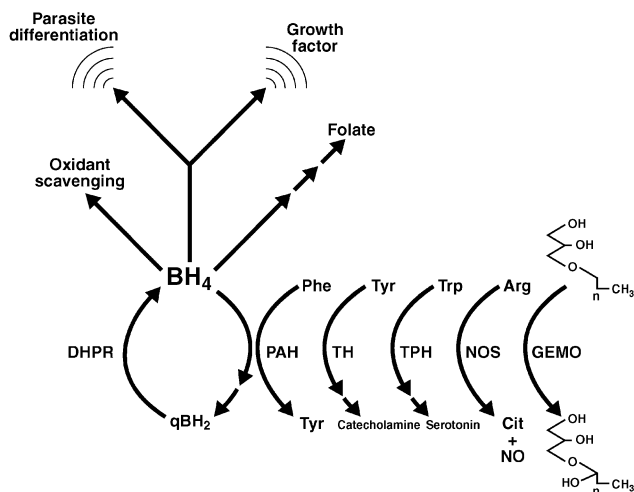 Parasite
differentiation
Growth
factor
Folate
Oxidant
scavenging
BH4
OH
OH
O
n
CH3
Phe
Tyr
Trp
Arg
DHPR
PAH
TH
TPH
NOS
GEMO
qBH2
Tyr
Catecholamine
Serotonin
Cit
+
NO
OH
OH
O
HO
n
CH3